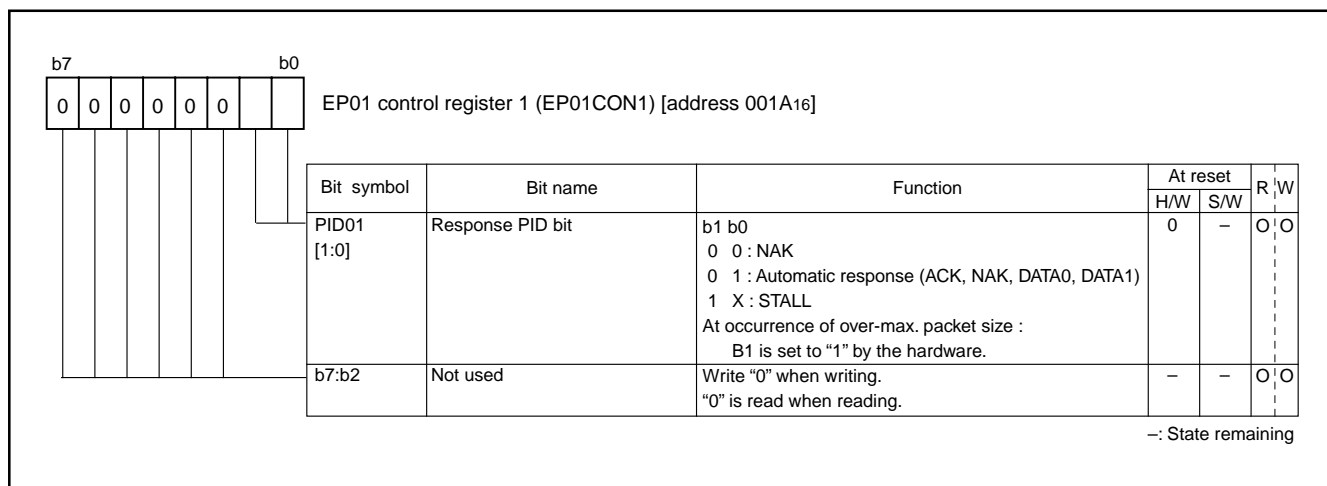 b7 b0
0 0 0 0 0 0
EP01 control register 1 (EP01CON1) [address 001A16]
Bit symbol Bit name Function At reset R W
H/W S/W
PID01 Response PID bit b1 b0 0 – O O
[1:0] 0 0 : NAK
0 1 : Automatic response (ACK, NAK, DATA0, DATA1)
1 X : STALL
At occurrence of over-max. packet size :
B1 is set to “1” by the hardware.
b7:b2 Not used Write “0” when writing. – – O O
“0” is read when reading.
–: State remaining